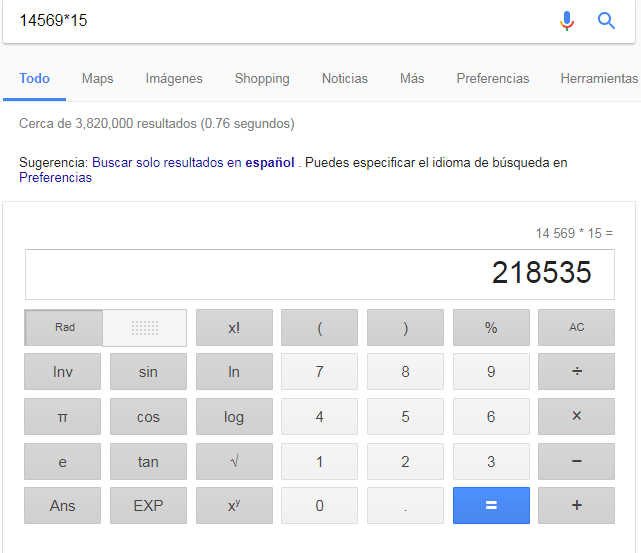 14569*15
Todo Maps Imágenes Shopping Noticias Más Preferencias Herramientas
Cerca de 3,820,000 resultados (0.76 segundos)
Sugerencia: Buscar solo resultados en español . Puedes especificar el idioma de búsqueda en
Preferencias
14 569 * 15 =
218535
Rad x! ( ) % AC
Inv sin ln 7 8 9 ÷
π cos log 4 5 6 ×
e tan √ 1 2 3 −
Ans EXP xʸ 0 . = +